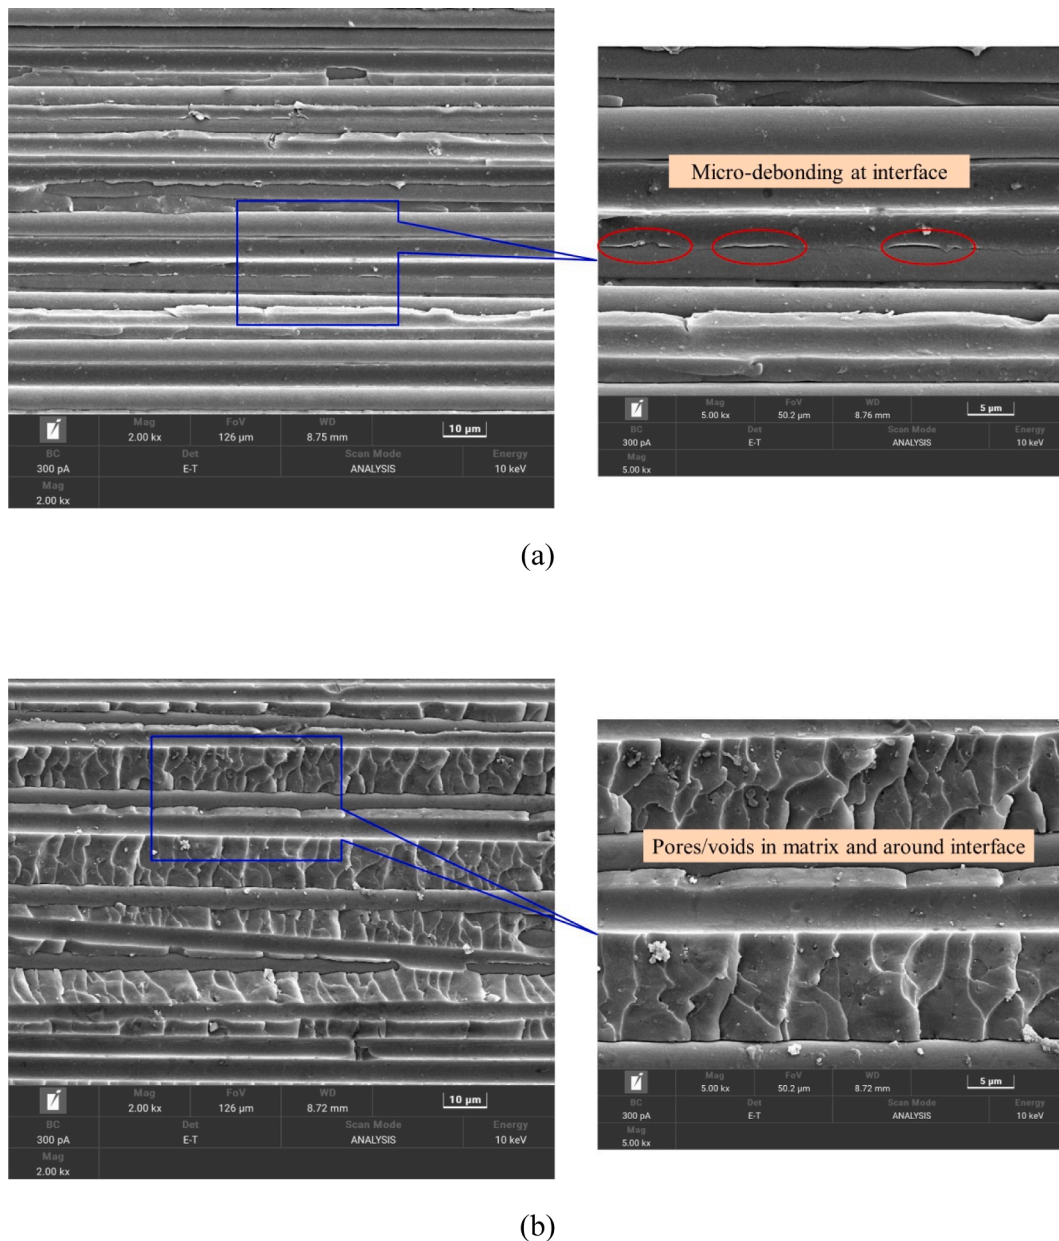 Micro-debonding at interface
Mag FoV WD
2.00 kx 126 µm 8.75 mm 10 µm
BC Det Scan Mode Energy
300 pA E-T ANALYSIS 10 keV
Mag
2.00 kx
Mag FoV WD
5.00 kx 50.2 µm 8.76 mm 5 µm
BC Det Scan Mode Energy
300 pA E-T ANALYSIS 10 keV
Mag
5.00 kx
(a)
Pores/voids in matrix and around interface
Mag FoV WD
2.00 kx 126 µm 8.72 mm 10 µm
BC Det Scan Mode Energy
300 pA E-T ANALYSIS 10 keV
Mag
2.00 kx
Mag FoV WD
5.00 kx 50.2 µm 8.72 mm 5 µm
BC Det Scan Mode Energy
300 pA E-T ANALYSIS 10 keV
Mag
5.00 kx
(b)